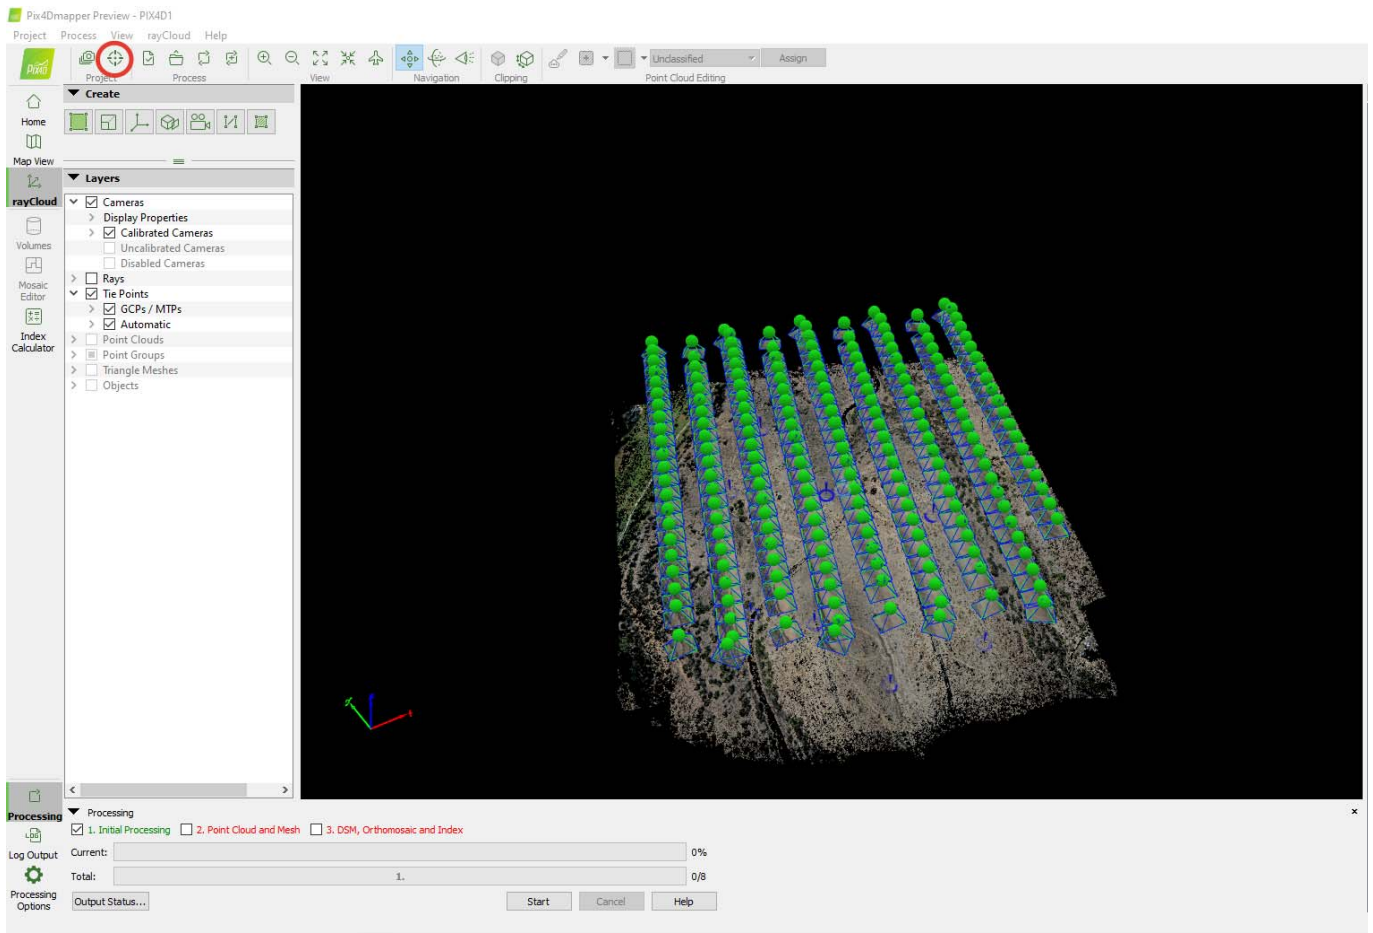 Pix4Dmapper Preview - PIX4D1
Project Process View rayCloud Help
Unclassified Assign
Project Process View Navigation Clipping Point Cloud Editing
Create
Home
Map View
rayCloud
Volumes
Mosaic
Editor
Index
Calculator
Layers
Cameras
Display Properties
Calibrated Cameras
Uncalibrated Cameras
Disabled Cameras
Rays
Tie Points
GCPs / MTPs
Automatic
Point Clouds
Point Groups
Triangle Meshes
Objects
Processing
Log Output
Processing
Options
Processing
1. Initial Processing 2. Point Cloud and Mesh 3. DSM, Orthomosaic and Index
Current: 0%
Total: 1. 0/8
Output Status... Start Cancel Help